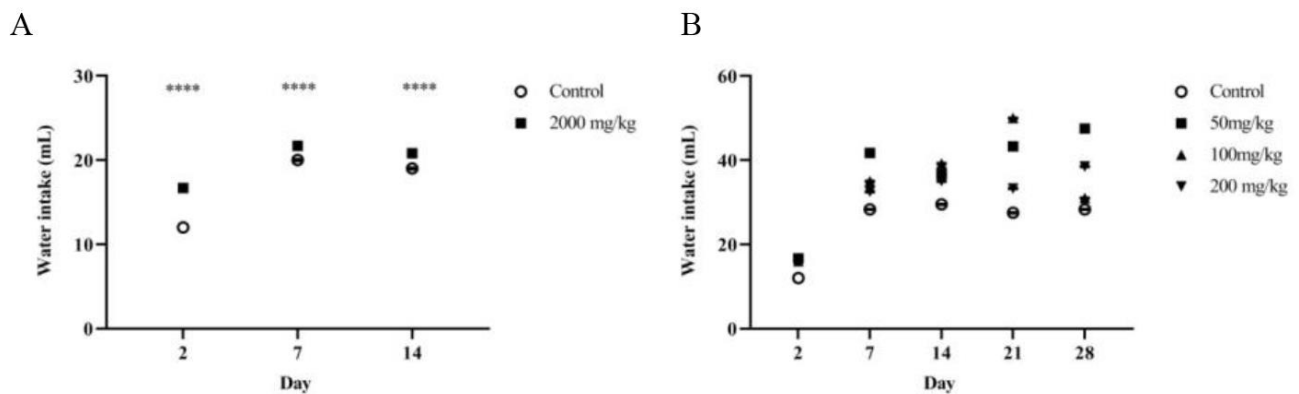 A
B
30
20
10
0
Water intake (mL)
****
****
****
2
7
14
Day
Control
2000 mg/kg
60
40
20
0
Water intake (mL)
2
7
14
21
28
Day
Control
50mg/kg
100mg/kg
200 mg/kg